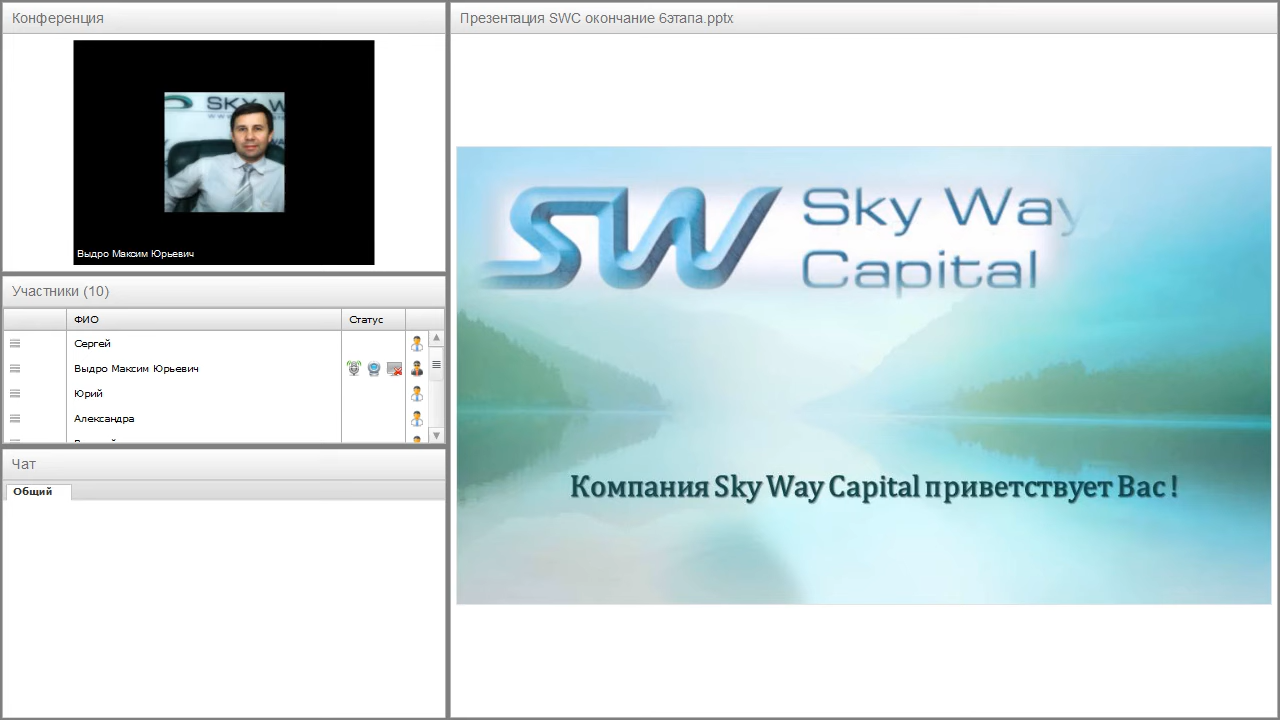 Конференция
SKY W
Выдро Максим Юрьевич
Участники (10)
ФИО
Статус
Сергей
Выдро Максим Юрьевич
Юрий
Александра
Чат
Общий
Презентация SWC окончание 6этапа.pptx
SW Sky Way
Capital
Компания Sky Way Capital приветствует Вас !